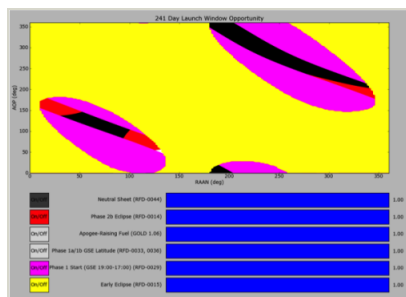 241 Day Launch Window Opportunity
350
300
250
200
150
100
50
0
AOP (deg)
0 50 100 150 200 250 300 350
RAAN (deg)
On/Off Neutral Sheet (RFD-0044) 1.00
On/Off Phase 2b Eclipse (RFD-0014) 1.00
On/Off Apogee-Raising Fuel (GOLD 1.06) 1.00
On/Off Phase 1a/1b GSE Latitude (RFD-0033, 0036) 1.00
On/Off Phase 1 Start (GSE 19:00-17:00) (RFD-0029) 1.00
On/Off Early Eclipse (RFD-0015) 1.00